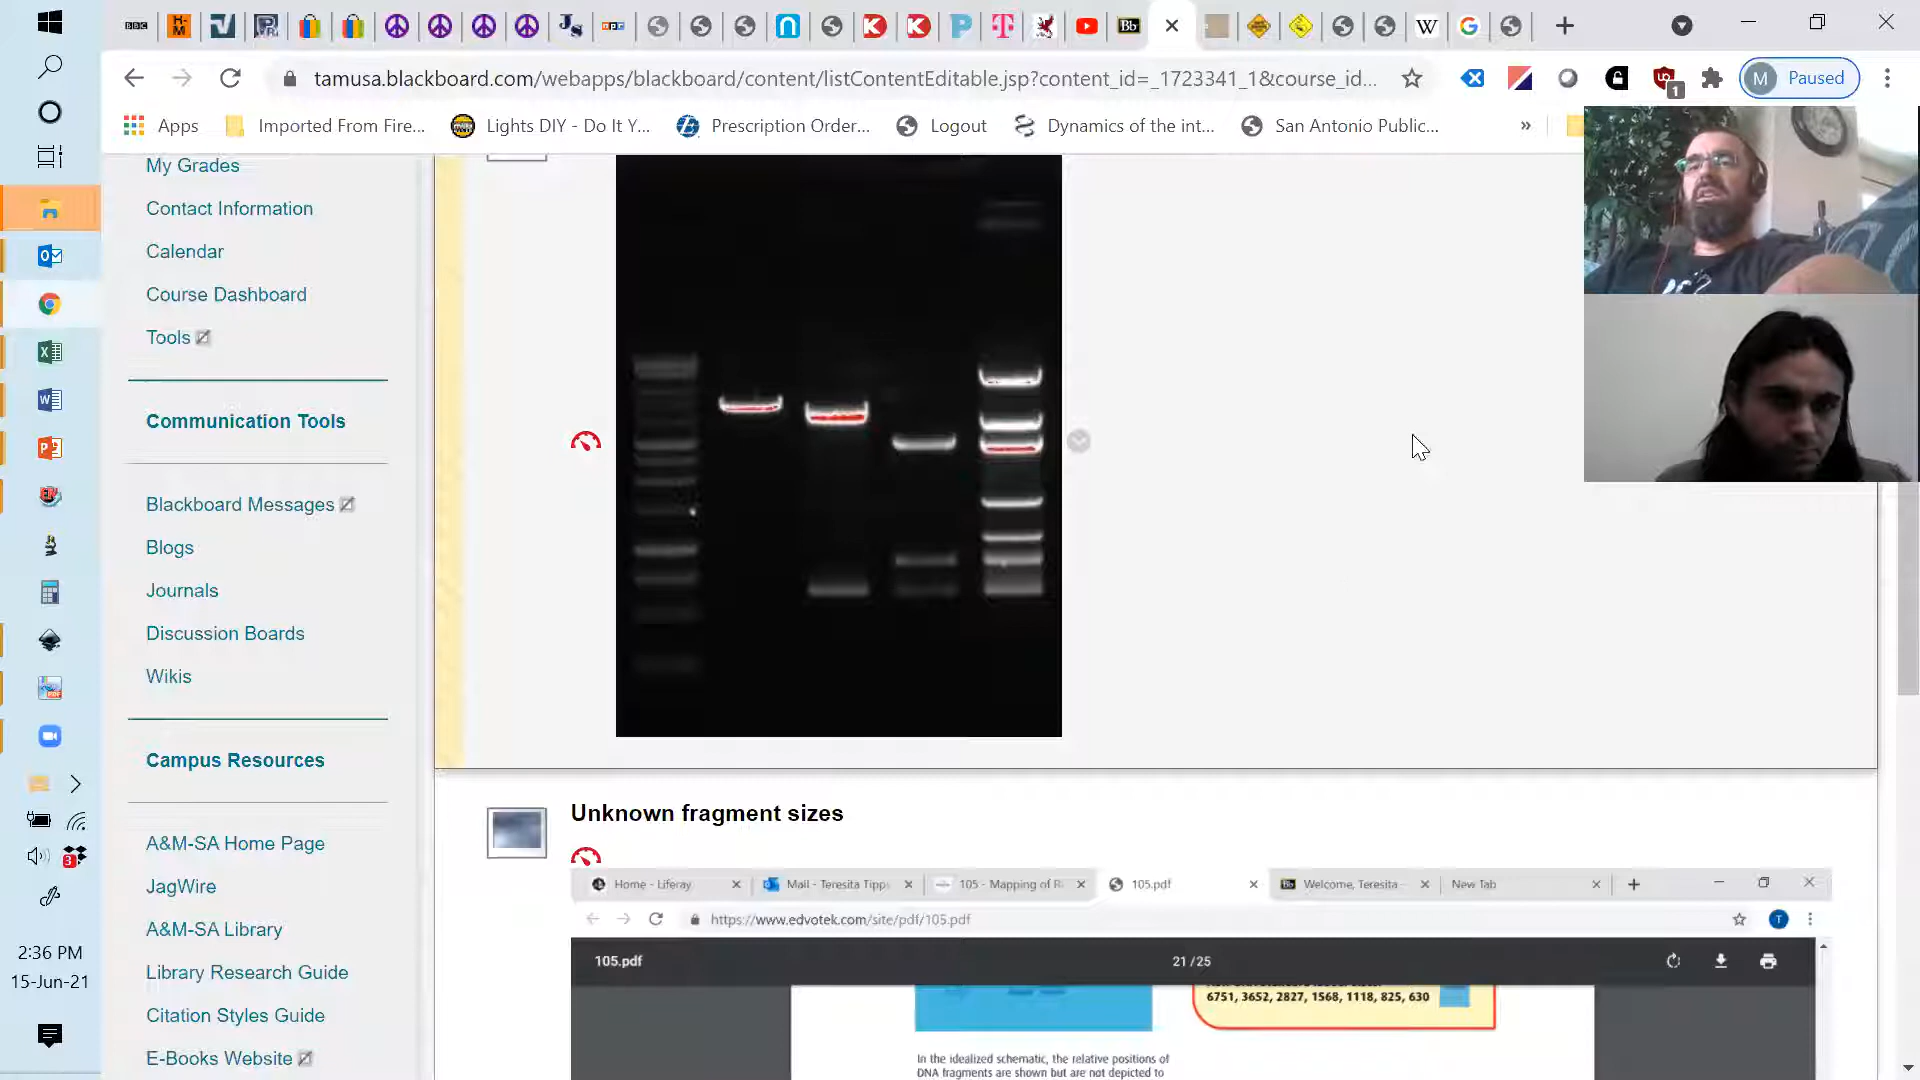 BBC
npr
Bb
W
tamusa.blackboard.com/webapps/blackboard/content/listContentEditable.jsp?content_id=_1723341_1&course_id...
1
M Paused
Apps
Imported From Fire...
Lights DIY - Do It Y...
Prescription Order...
Logout
Dynamics of the int...
San Antonio Public...
»
My Grades
Contact Information
Calendar
Course Dashboard
Tools
Communication Tools
Blackboard Messages
Blogs
Journals
Discussion Boards
Wikis
Campus Resources
A&M-SA Home Page
JagWire
A&M-SA Library
Library Research Guide
Citation Styles Guide
E-Books Website
3
2:36 PM
15-Jun-21
Unknown fragment sizes
Home - Liferay
Mail - Teresita Tipp
105 - Mapping of R
105.pdf
Bb Welcome, Teresita -
New Tab
https://www.edvotek.com/site/pdf/105.pdf
T
105.pdf
21 / 25
6751, 3652, 2827, 1568, 1118, 825, 630
In the idealized schematic, the relative positions of
DNA fragments are shown but are not depicted to